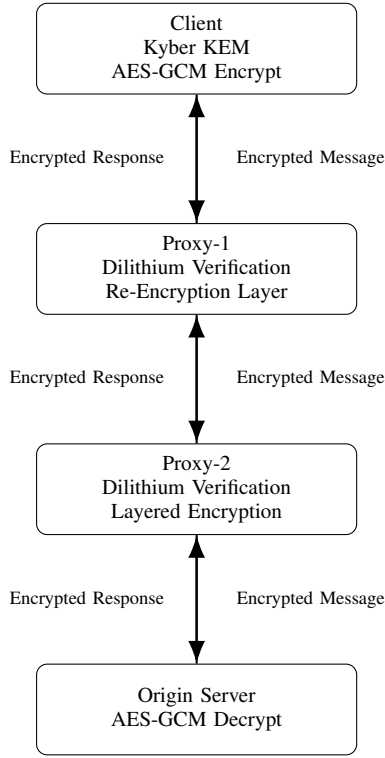 Client
Kyber KEM
AES-GCM Encrypt
Encrypted Response
Encrypted Message
Proxy-1
Dilithium Verification
Re-Encryption Layer
Encrypted Response
Encrypted Message
Proxy-2
Dilithium Verification
Layered Encryption
Encrypted Response
Encrypted Message
Origin Server
AES-GCM Decrypt